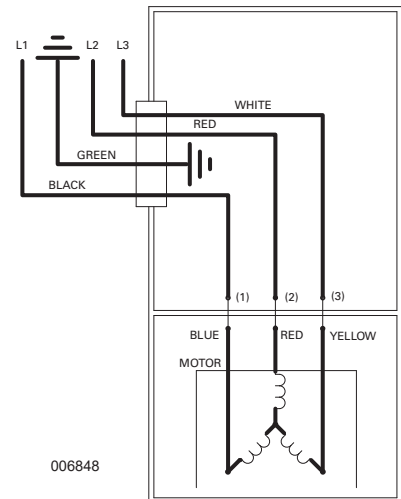 L1 L2 L3
WHITE
RED
GREEN
BLACK
(1) (2) (3)
BLUE RED YELLOW
MOTOR
006848